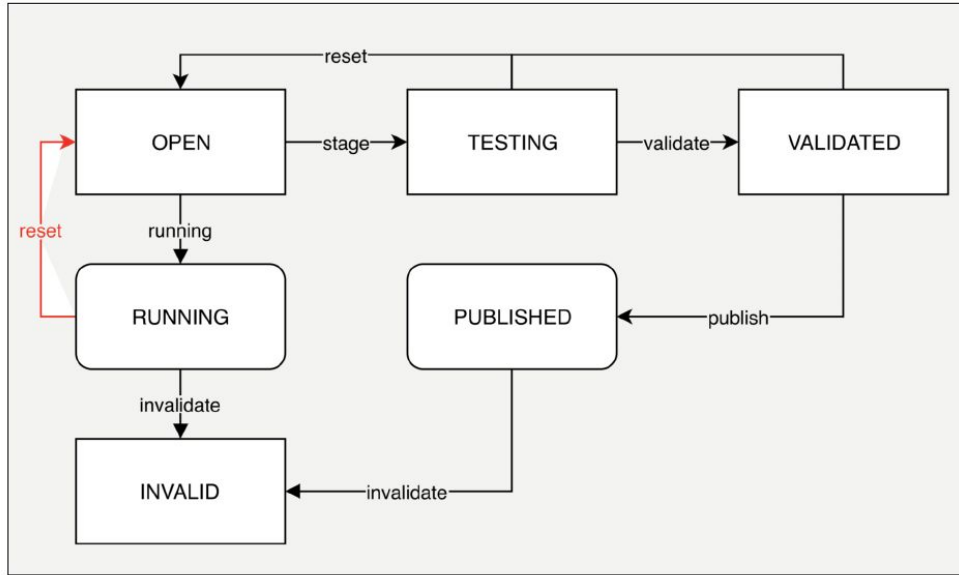 reset
OPEN
stage
TESTING
validate
VALIDATED
reset
running
RUNNING
PUBLISHED
publish
invalidate
INVALID
invalidate